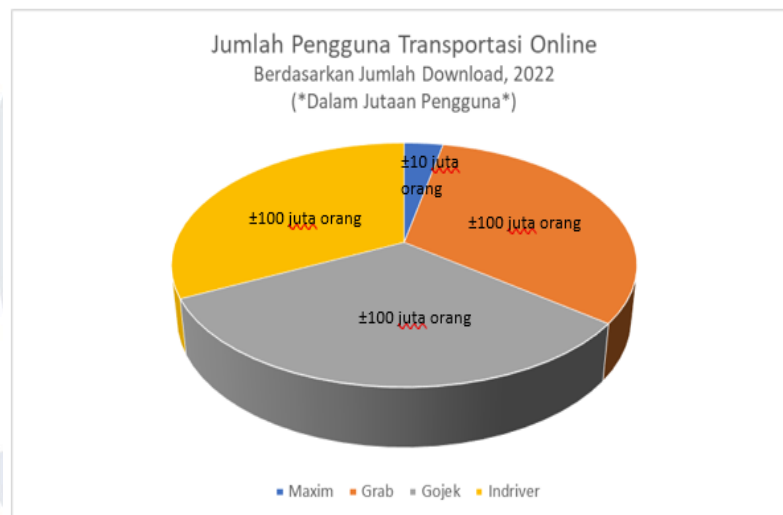 Jumlah Pengguna Transportasi Online
Berdasarkan Jumlah Download, 2022
(*Dalam Jutaan Pengguna*)
±10 juta
orang
±100 juta orang
±100 juta orang
±100 juta orang
Maxim Grab Gojek Indriver